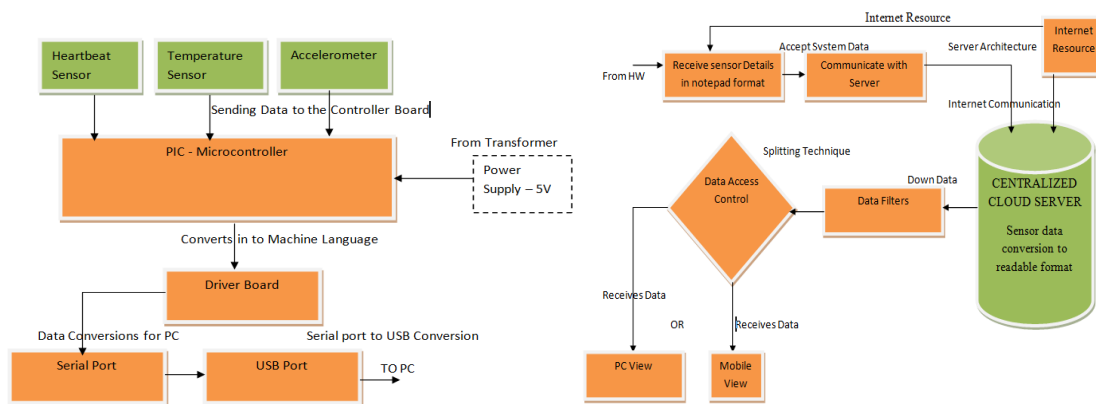 Heartbeat
Sensor
Temperature
Sensor
Accelerometer
Sending Data to the Controller Board
PIC - Microcontroller
From Transformer
Power
Supply – 5V
Converts in to Machine Language
Driver Board
Data Conversions for PC
Serial port to USB Conversion
Serial Port
USB Port
TO PC
Internet Resource
Internet
Resource
Accept System Data
Server Architecture
From HW
Receive sensor Details
in notepad format
Communicate with
Server
Internet Communication
Splitting Technique
Down Data
Data Access
Control
Data Filters
CENTRALIZED
CLOUD SERVER
Sensor data
conversion to
readable format
Receives Data
OR
Receives Data
PC View
Mobile
View